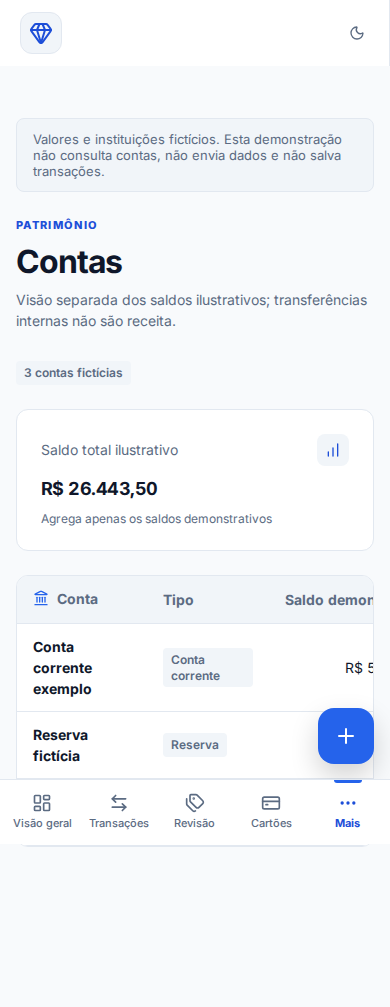 Valores e instituições fictícios. Esta demonstração
não consulta contas, não envia dados e não salva
transações.
PATRIMÔNIO
Contas
Visão separada dos saldos ilustrativos; transferências
internas não são receita.
3 contas fictícias
Saldo total ilustrativo
R$ 26.443,50
Agrega apenas os saldos demonstrativos
Conta Tipo Saldo demon
Conta
corrente
exemplo
Conta
corrente
R$ 5
Reserva
fictícia
Reserva
Visão geral Transações Revisão Cartões Mais